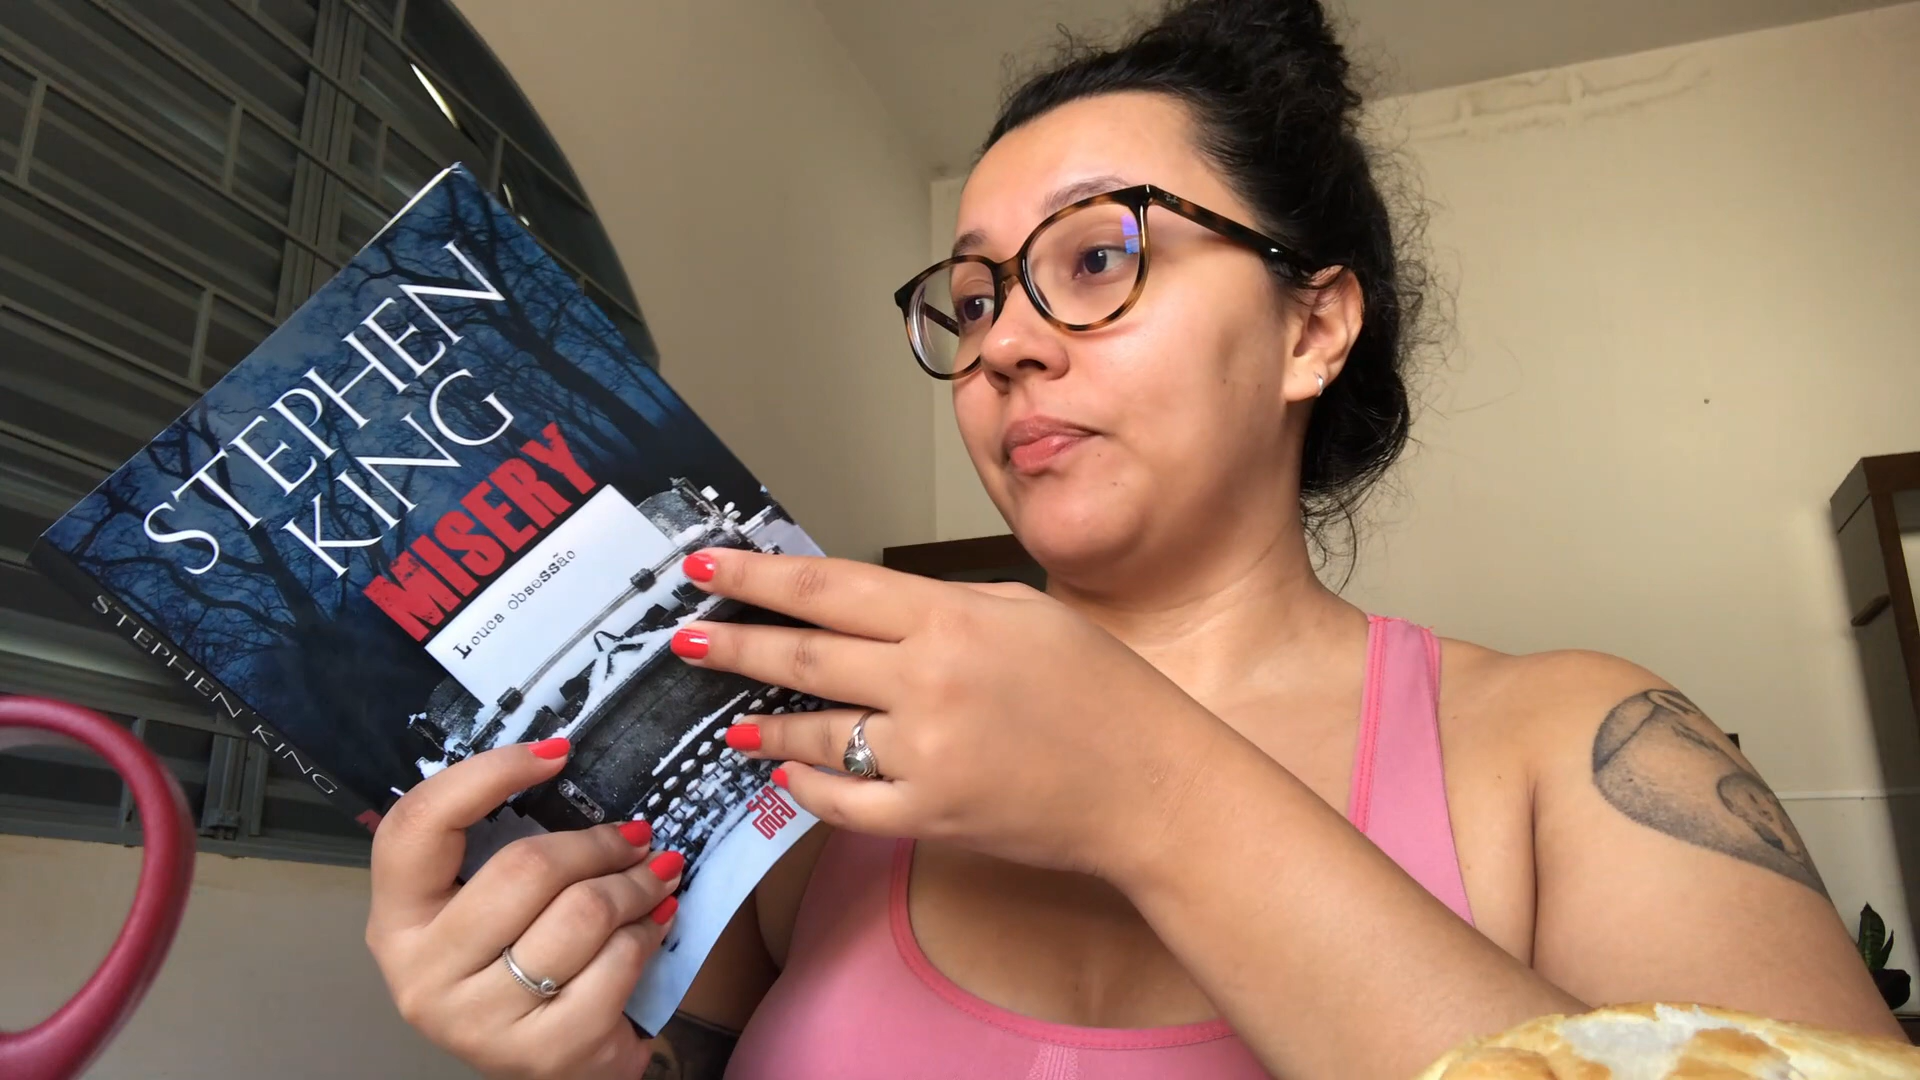 STEPHEN
KING
MISERY
Louca obsessão
STEPHEN KING